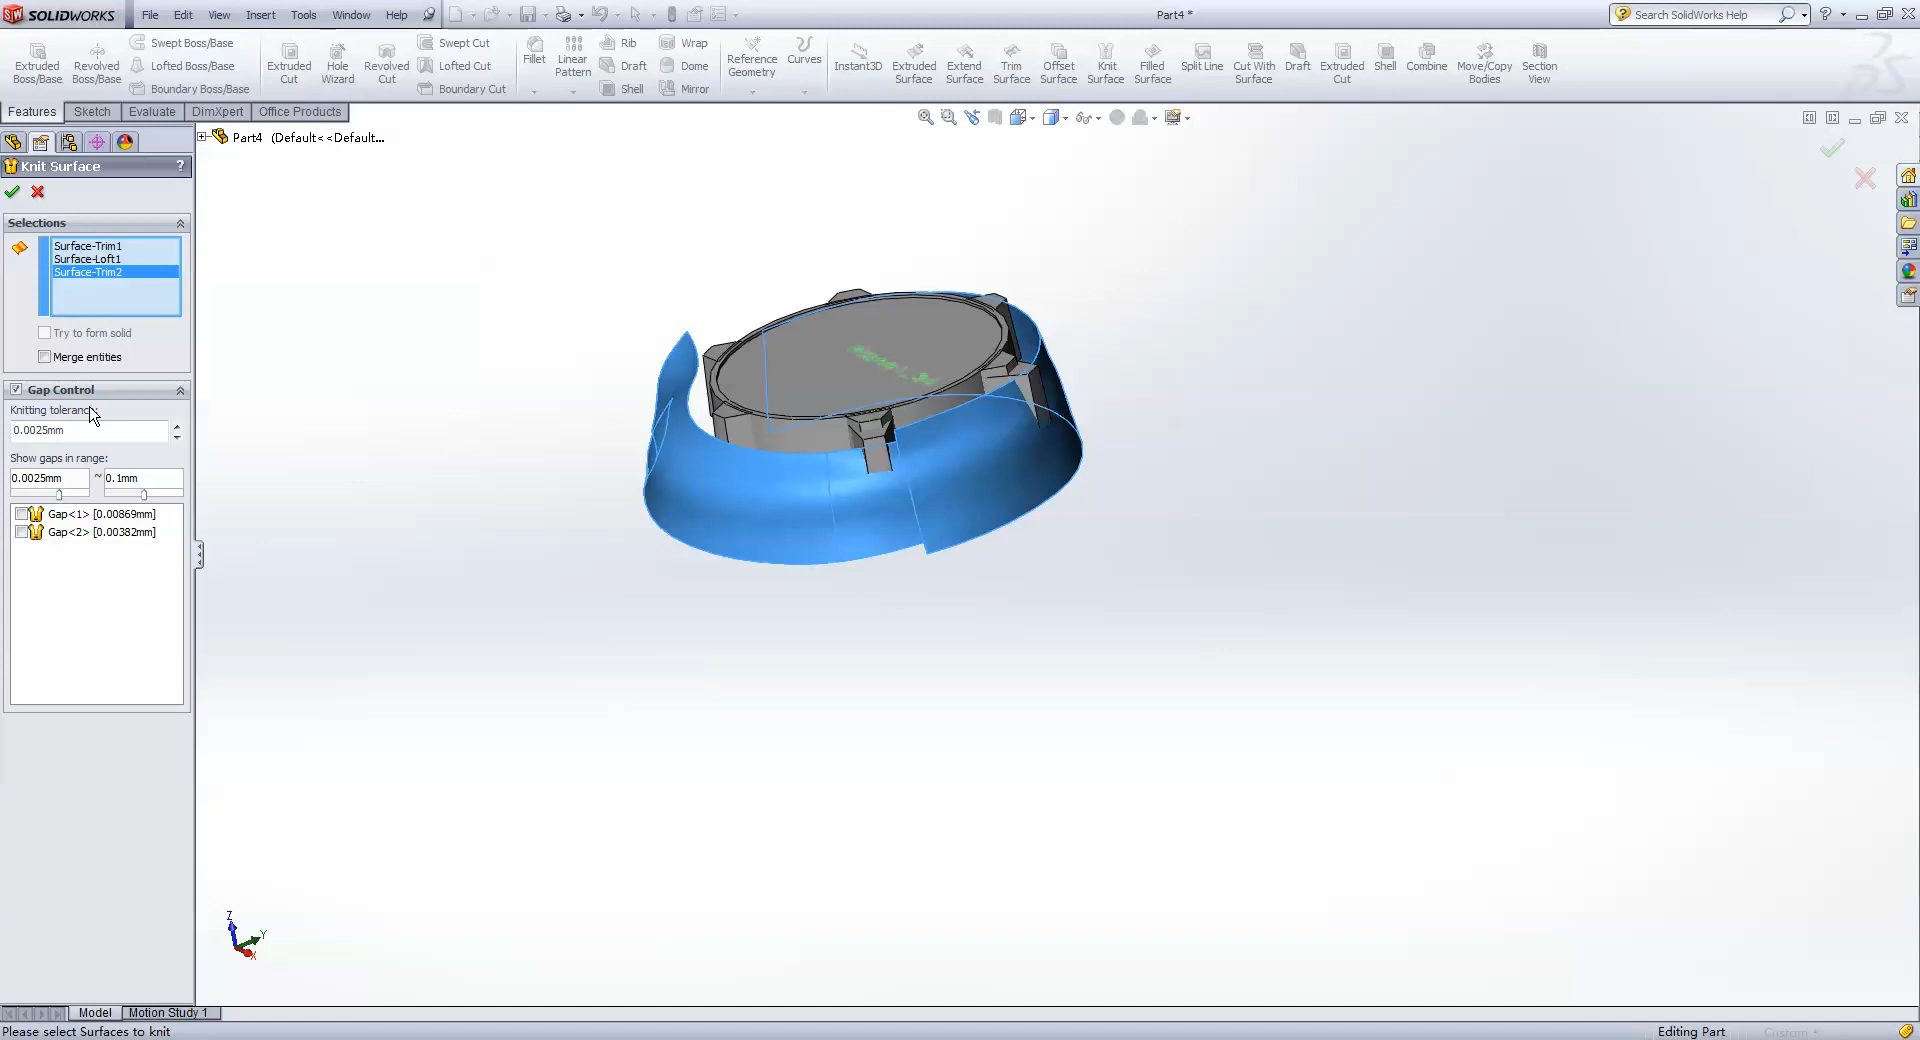 SOLIDWORKS File Edit View Insert Tools Window Help Part4 * Search SolidWorks Help
Extruded Boss/Base
Revolved Boss/Base
Swept Boss/Base
Lofted Boss/Base
Boundary Boss/Base
Extruded Cut
Hole Wizard
Revolved Cut
Swept Cut
Lofted Cut
Boundary Cut
Fillet
Linear Pattern
Rib
Draft
Shell
Wrap
Dome
Mirror
Reference Geometry
Curves
Instant3D
Extruded Surface
Extend Surface
Trim Surface
Offset Surface
Knit Surface
Filled Surface
Split Line
Cut With Surface
Draft
Extruded Cut
Shell
Combine
Move/Copy Bodies
Section View
Features Sketch Evaluate DimXpert Office Products
Part4 (Default<<Default...
Knit Surface ?
Selections
Surface-Trim1
Surface-Loft1
Surface-Trim2
Try to form solid
Merge entities
Gap Control
Knitting tolerance:
0.0025mm
Show gaps in range:
0.0025mm ~ 0.1mm
Gap<1> [0.00869mm]
Gap<2> [0.00382mm]
Z
Y
X
Model Motion Study 1
Please select Surfaces to knit Editing Part Custom